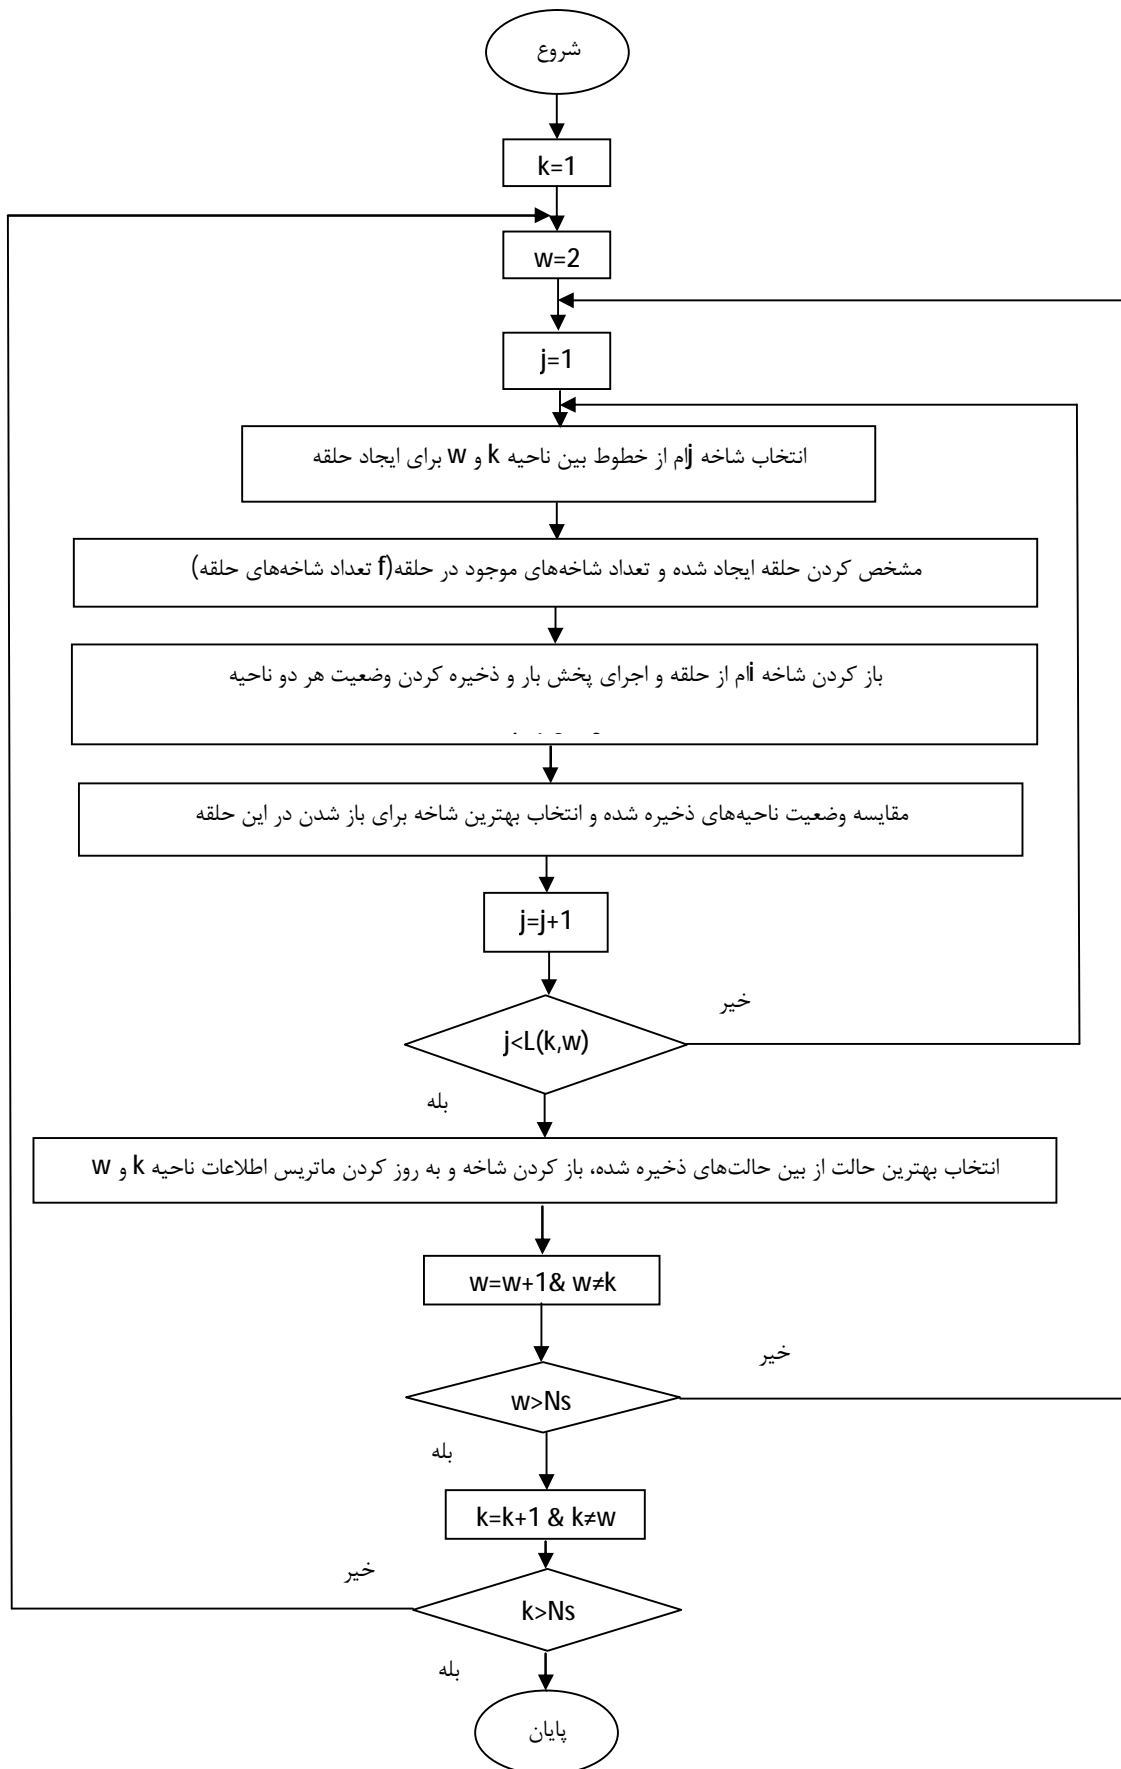 شروع
k=1
w=2
j=1
انتخاب شاخه jام از خطوط بین ناحیه k و w برای ایجاد حلقه
مشخص کردن حلقه ایجاد شده و تعداد شاخه‌های موجود در حلقه(f تعداد شاخه‌های حلقه)
باز کردن شاخه iام از حلقه و اجرای پخش بار و ذخیره کردن وضعیت هر دو ناحیه
مقایسه وضعیت ناحیه‌های ذخیره شده و انتخاب بهترین شاخه برای باز شدن در این حلقه
j=j+1
خیر
j<L(k,w)
بله
انتخاب بهترین حالت از بین حالت‌های ذخیره شده، باز کردن شاخه و به روز کردن ماتریس اطلاعات ناحیه k و w
w=w+1& w≠k
خیر
w>Ns
بله
k=k+1 & k≠w
خیر
k>Ns
بله
پایان